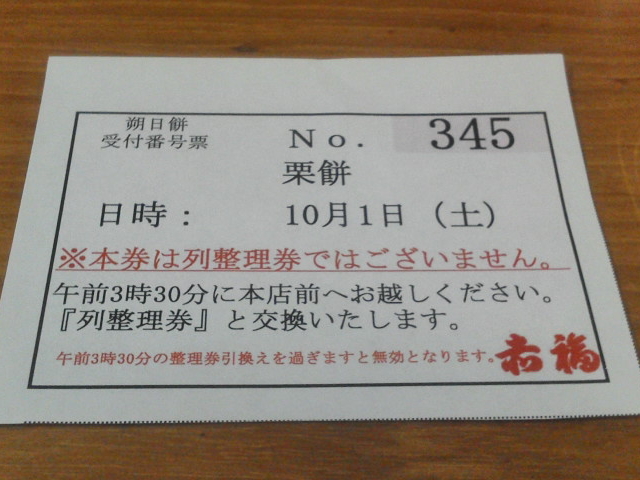 朔日餅
受付番号票
No. 345
栗餅
日時： 10月1日（土）
※本券は列整理券ではございません。
午前3時30分に本店前へお越しください。
『列整理券』と交換いたします。
午前3時30分の整理券引換えを過ぎますと無効となります。
赤福